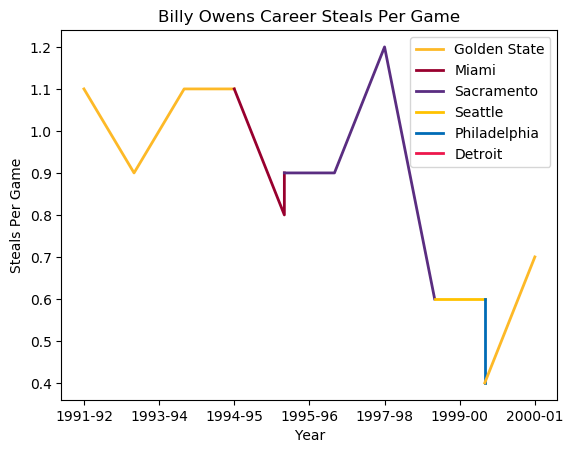 Billy Owens Career Steals Per Game
Steals Per Game
1.2
1.1
1.0
0.9
0.8
0.7
0.6
0.5
0.4
Golden State
Miami
Sacramento
Seattle
Philadelphia
Detroit
1991-92 1993-94 1994-95 1995-96 1997-98 1999-00 2000-01
Year